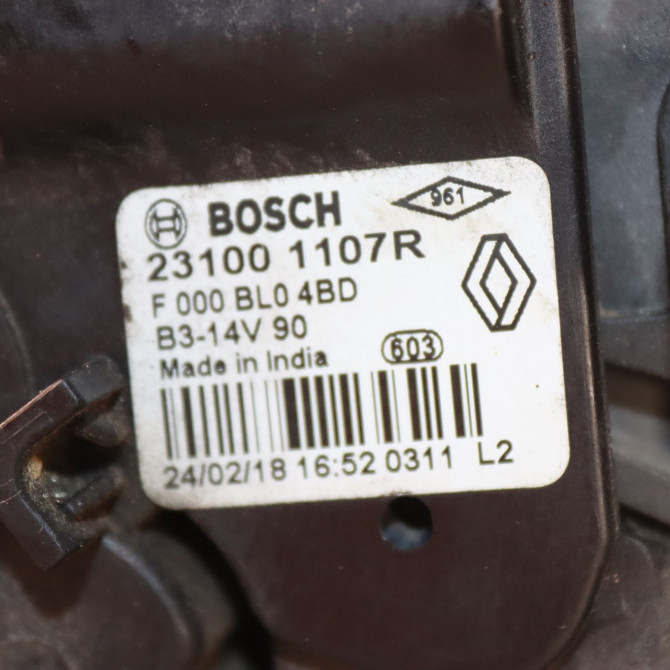 BOSCH 961
23100 1107R
F 000 BL0 4BD
B3-14V 90
Made in India 603
24/02/18 16:52 0311 L2